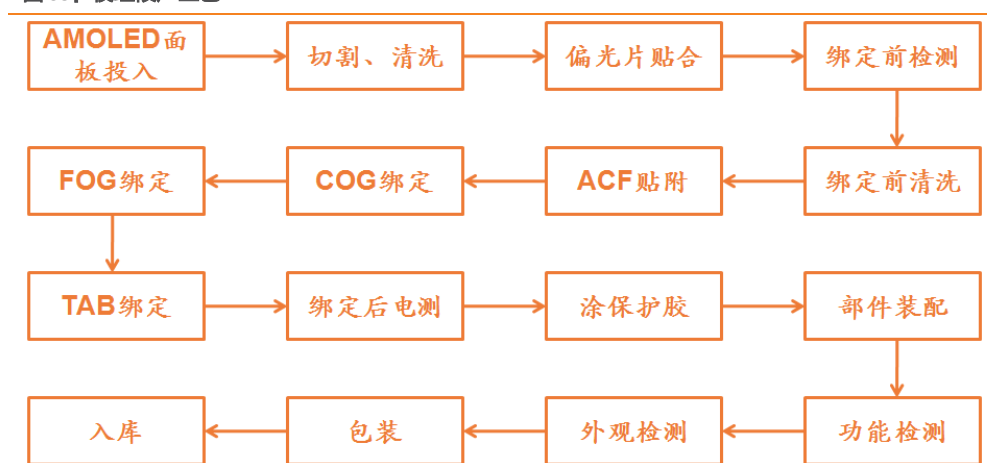 AMOLED面
板投入
切割、清洗
偏光片贴合
绑定前检测
FOG绑定
COG绑定
ACF贴附
绑定前清洗
TAB绑定
绑定后电测
涂保护胶
部件装配
入库
包装
外观检测
功能检测